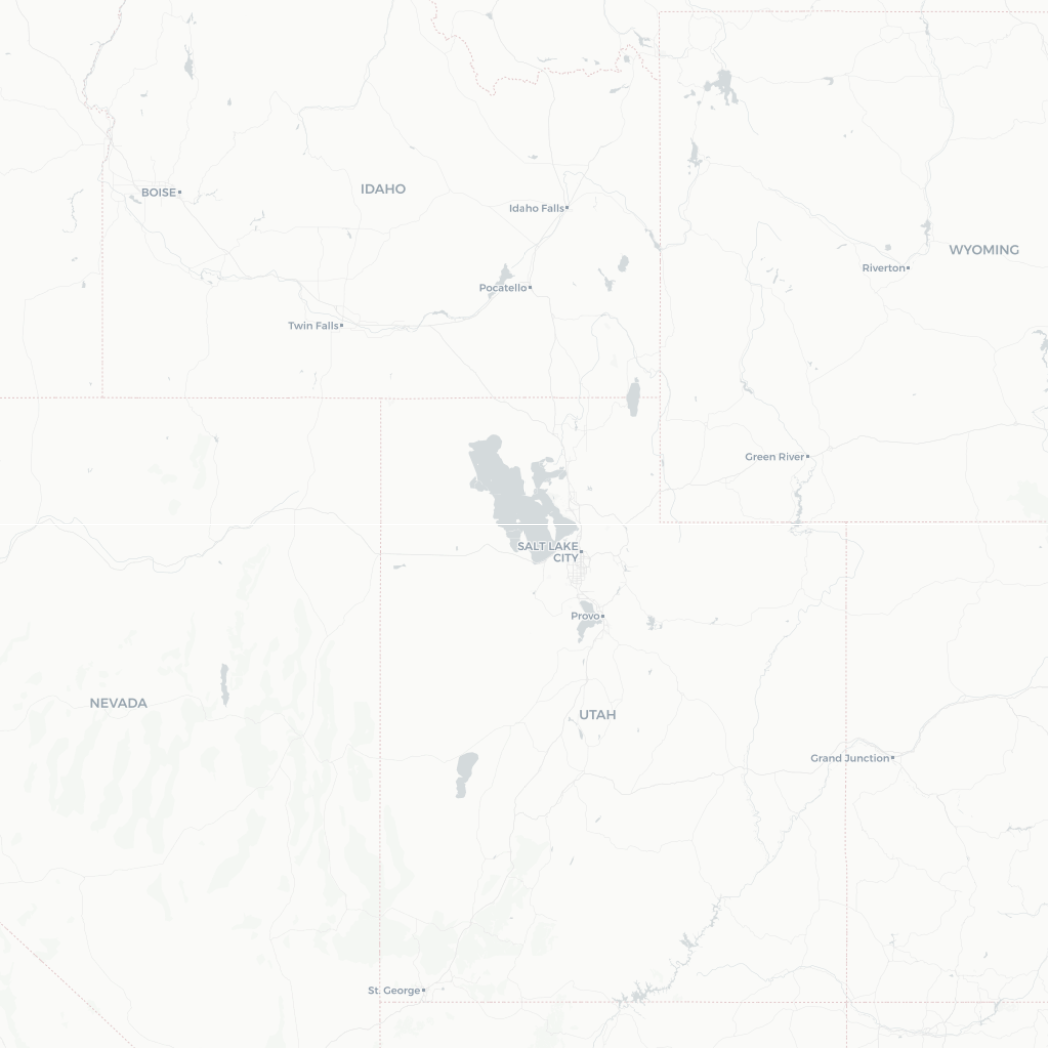 BOISE
IDAHO
Idaho Falls
WYOMING
Riverton
Pocatello
Twin Falls
Green River
SALT LAKE
CITY
Provo
NEVADA
UTAH
Grand Junction
St. George